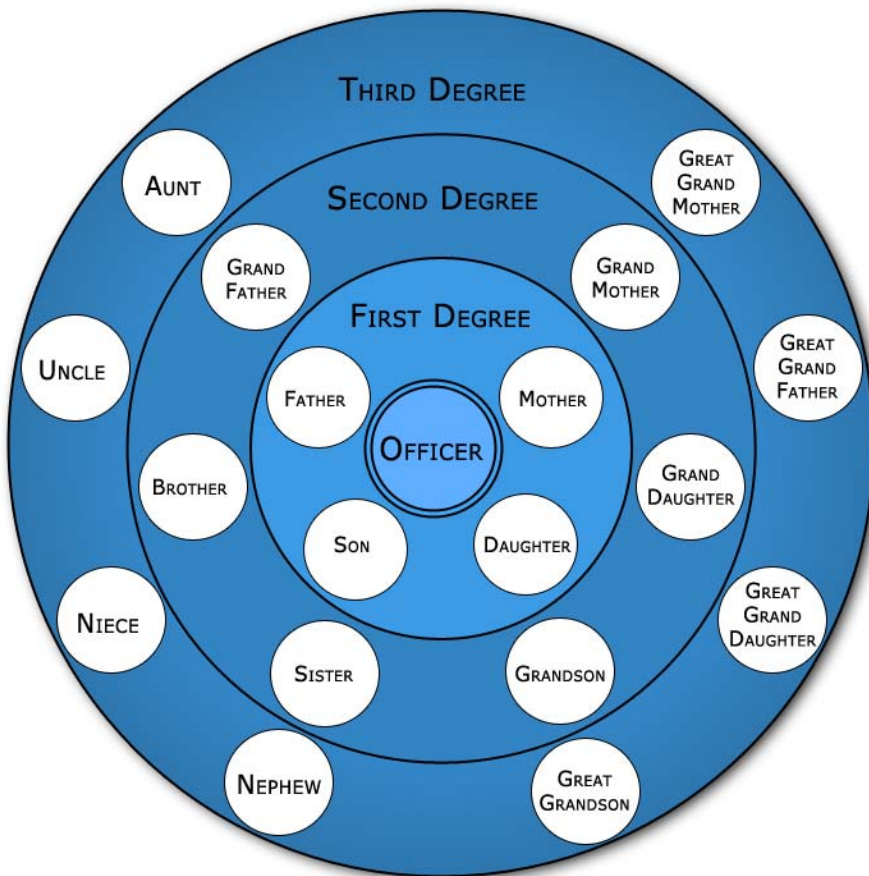 THIRD DEGREE
AUNT
GREAT
GRAND
MOTHER
SECOND DEGREE
GRAND
FATHER
GRAND
MOTHER
FIRST DEGREE
UNCLE
GREAT
GRAND
FATHER
FATHER
MOTHER
OFFICER
BROTHER
GRAND
DAUGHTER
SON
DAUGHTER
NIECE
GREAT
GRAND
DAUGHTER
SISTER
GRANDSON
NEPHEW
GREAT
GRANDSON